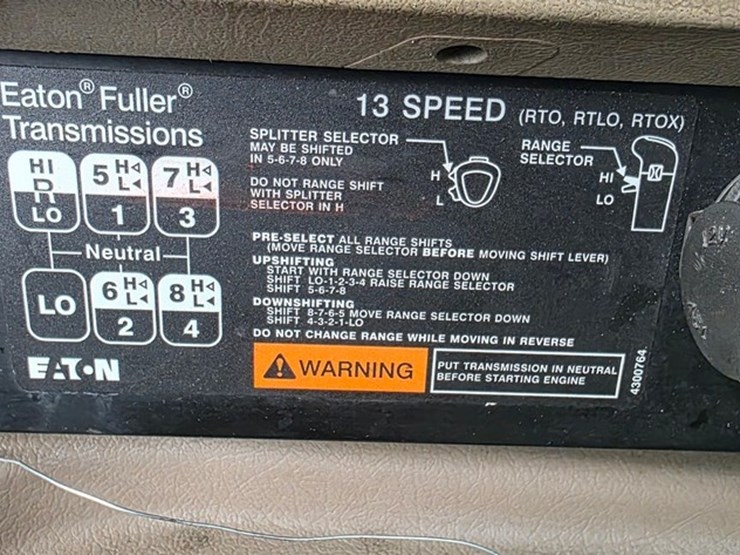 Eaton® Fuller®
Transmissions
HI
R
LO
5 H
L
1
7 H
L
3
Neutral
LO
6 H
L
2
8 H
L
4
EATON
13 SPEED (RTO, RTLO, RTOX)
SPLITTER SELECTOR
MAY BE SHIFTED
IN 5-6-7-8 ONLY
DO NOT RANGE SHIFT
WITH SPLITTER
SELECTOR IN H
H
L
RANGE
SELECTOR
HI
LO
PRE-SELECT ALL RANGE SHIFTS
(MOVE RANGE SELECTOR BEFORE MOVING SHIFT LEVER)
UPSHIFTING
START WITH RANGE SELECTOR DOWN
SHIFT LO-1-2-3-4 RAISE RANGE SELECTOR
SHIFT 5-6-7-8
DOWNSHIFTING
SHIFT 8-7-6-5 MOVE RANGE SELECTOR DOWN
SHIFT 4-3-2-1-LO
DO NOT CHANGE RANGE WHILE MOVING IN REVERSE
WARNING
PUT TRANSMISSION IN NEUTRAL
BEFORE STARTING ENGINE
4300764